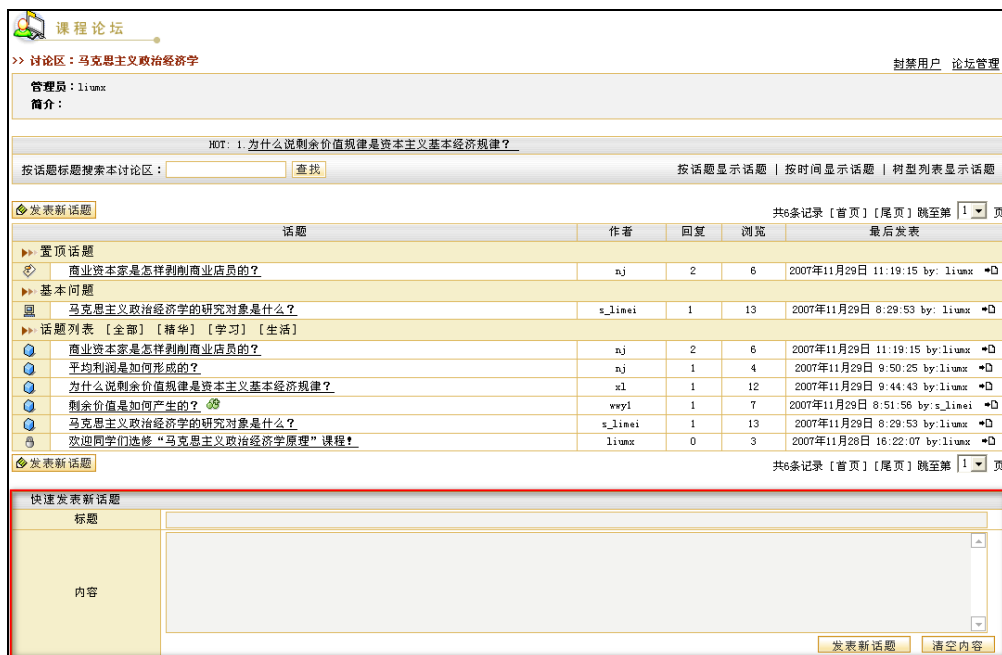 课程论坛
>> 讨论区：马克思主义政治经济学 封禁用户 论坛管理
管理员：liumx
简介：
HOT: 1.为什么说剩余价值规律是资本主义基本经济规律？
按话题标题搜索本讨论区： 查找 按话题显示话题 | 按时间显示话题 | 树型列表显示话题
发表新话题 共6条记录 [首页] [尾页] 跳至第 1 页
话题 作者 回复 浏览 最后发表
置顶话题
商业资本家是怎样剥削商业店员的？ nj 2 6 2007年11月29日 11:19:15 by: liumx
基本问题
马克思主义政治经济学的研究对象是什么？ s_limei 1 13 2007年11月29日 8:29:53 by: liumx
话题列表 [全部] [精华] [学习] [生活]
商业资本家是怎样剥削商业店员的？ nj 2 6 2007年11月29日 11:19:15 by:liumx
平均利润是如何形成的？ nj 1 4 2007年11月29日 9:50:25 by:liumx
为什么说剩余价值规律是资本主义基本经济规律？ xl 1 12 2007年11月29日 9:44:43 by:liumx
剩余价值是如何产生的？ wwyl 1 7 2007年11月29日 8:51:56 by:s_limei
马克思主义政治经济学的研究对象是什么？ s_limei 1 13 2007年11月29日 8:29:53 by:liumx
欢迎同学们选修“马克思主义政治经济学原理”课程！ liumx 0 3 2007年11月28日 16:22:07 by:liumx
发表新话题 共6条记录 [首页] [尾页] 跳至第 1 页
快速发表新话题
标题
内容
发表新话题 清空内容